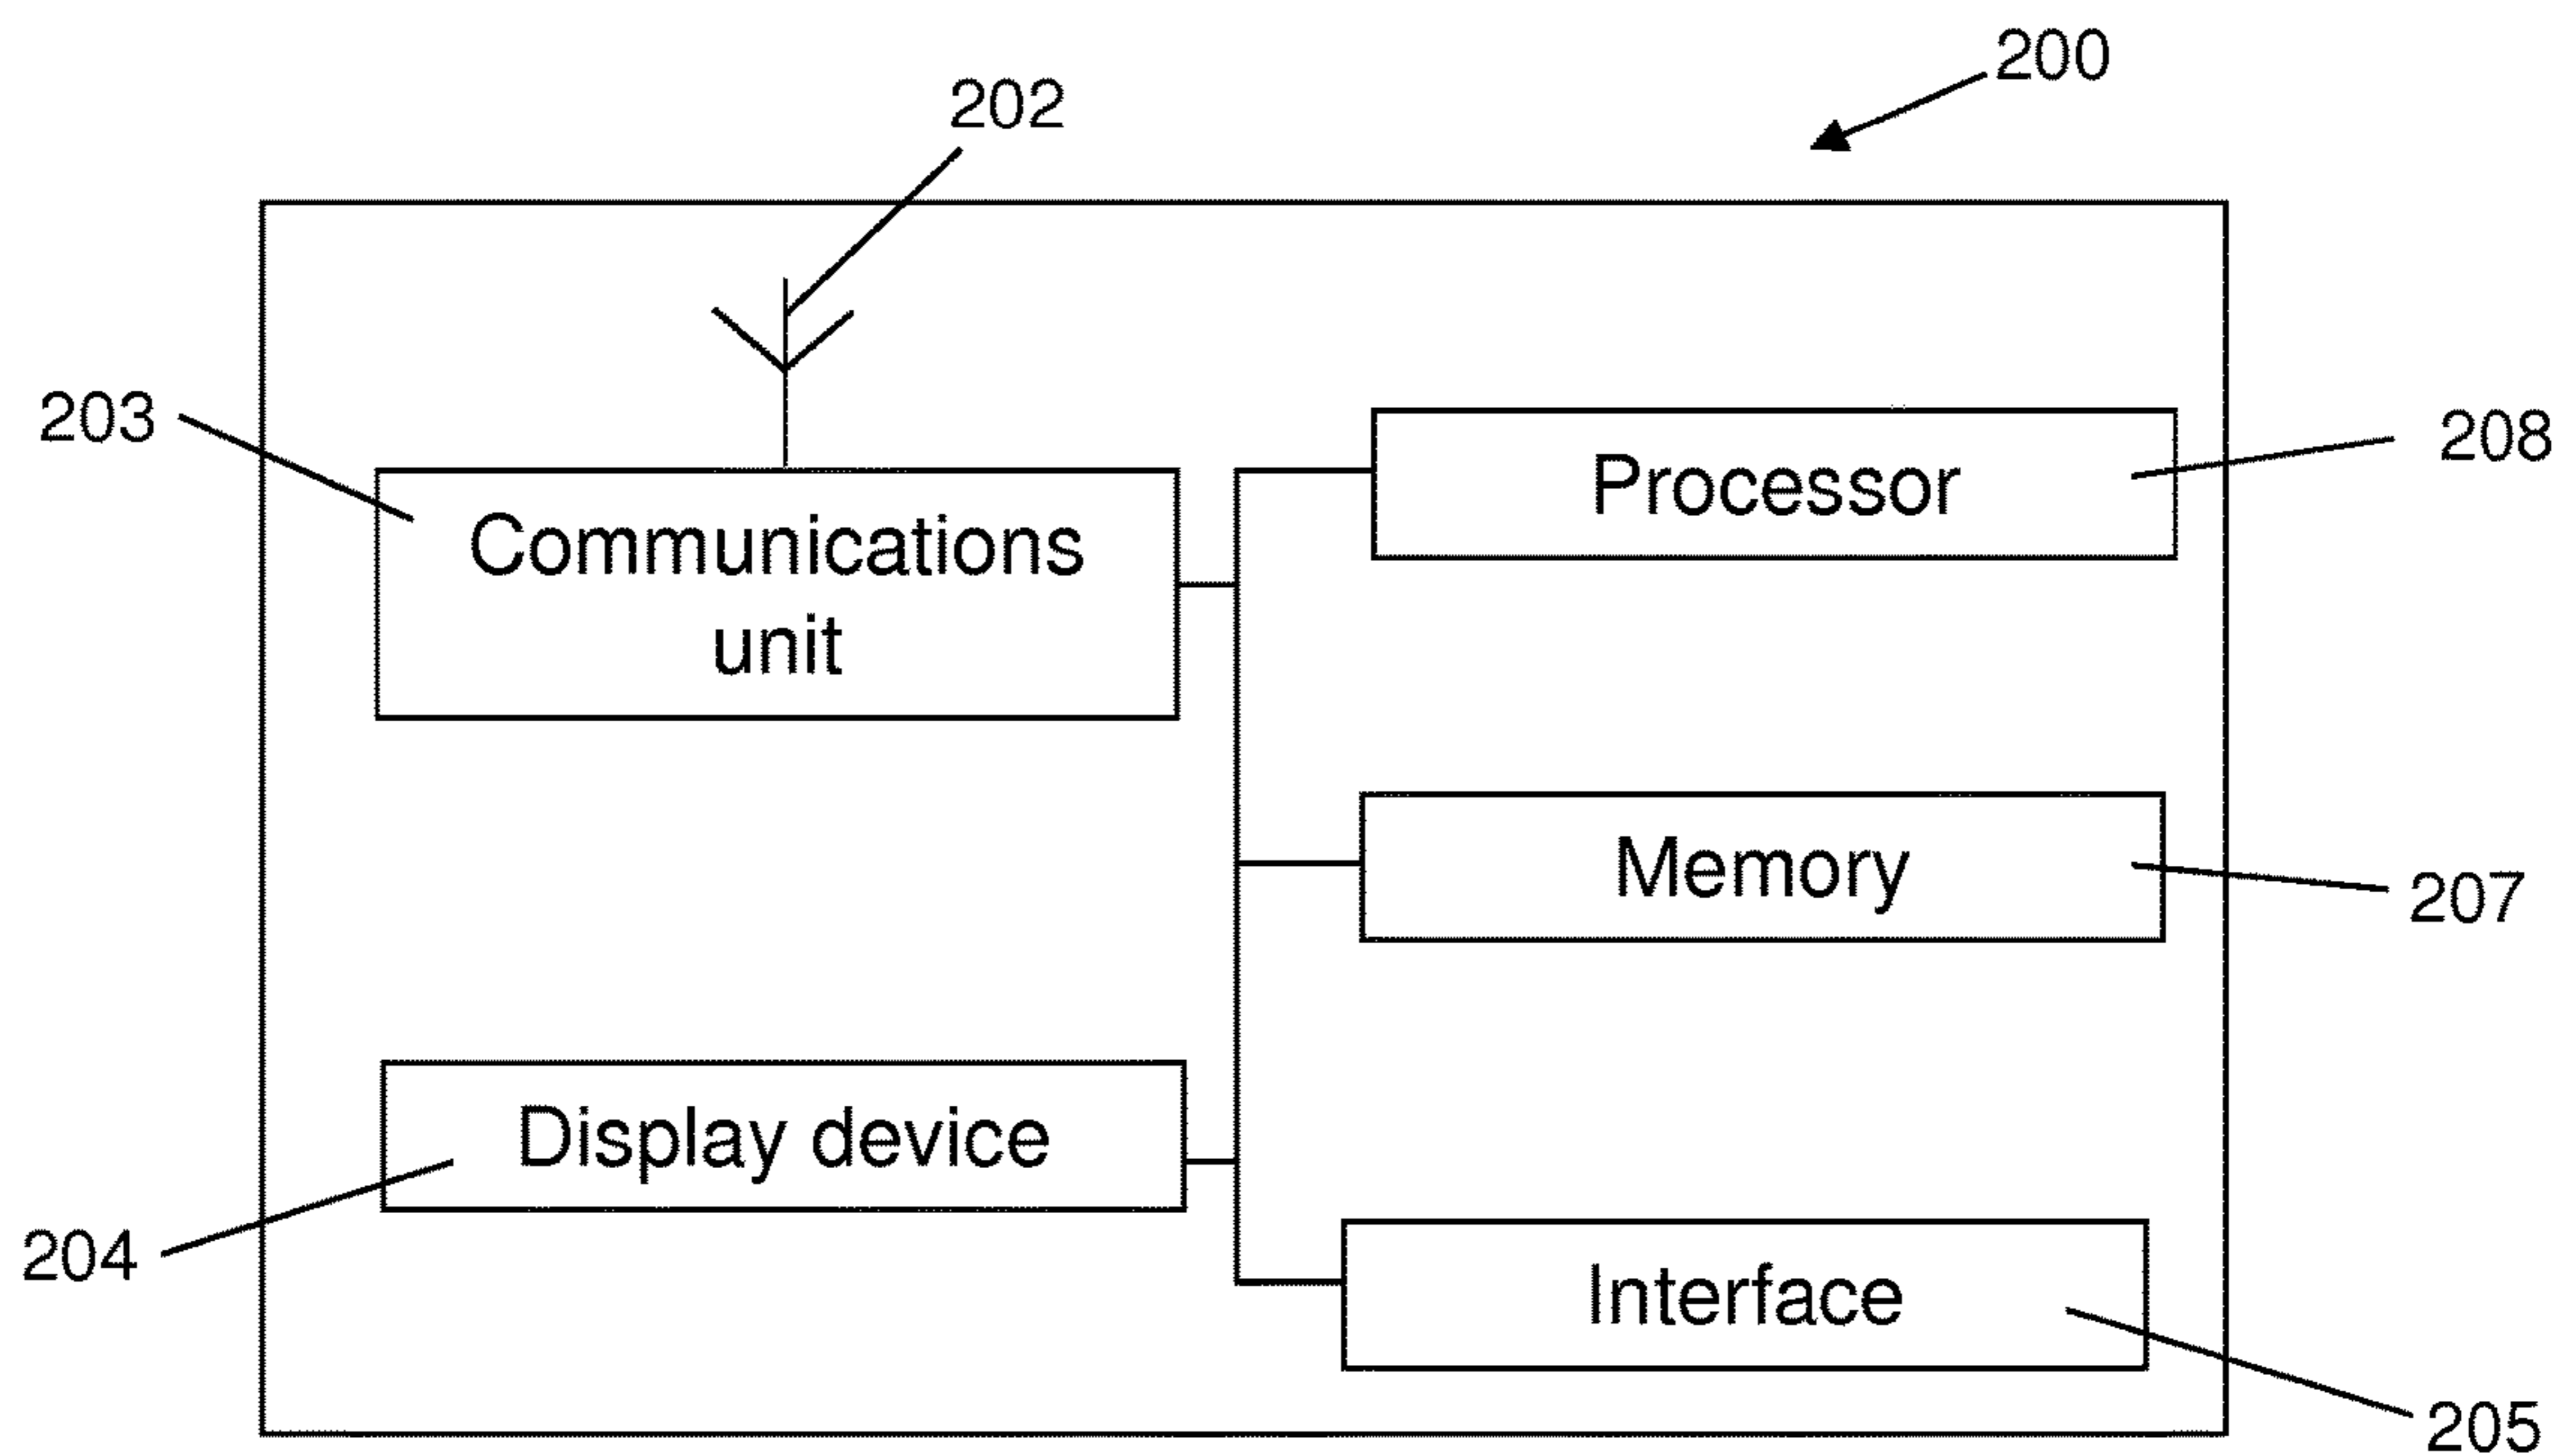 200
202
203
Processor
208
Communications
unit
Memory
207
Display device
204
Interface
205